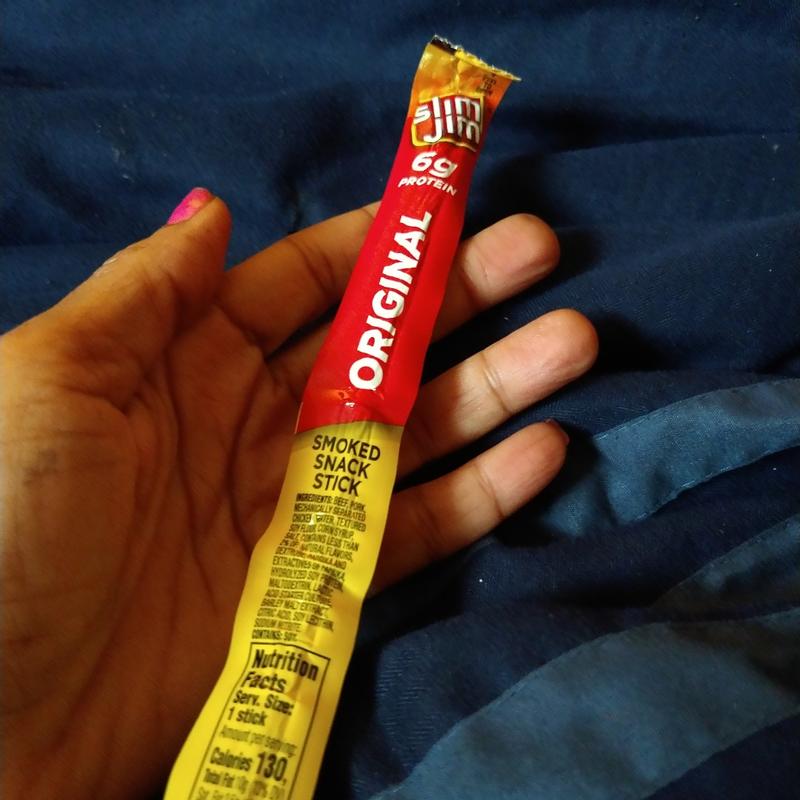 slim
Jim
6g
PROTEIN
ORIGINAL
SMOKED
SNACK
STICK
INGREDIENTS: BEEF, PORK,
MECHANICALLY SEPARATED
CHICKEN, WATER, TEXTURED
SOY FLOUR, CORN SYRUP,
SALT, CONTAINS LESS THAN
2% OF: NATURAL FLAVORS,
DEXTROSE, PAPRIKA AND
EXTRACTIVES OF PAPRIKA,
HYDROLYZED SOY
MALTODEXTRIN,
ACID STARTER CULTURE,
BARLEY MALT EXTRACT,
CITRIC ACID, SOY LECITHIN,
SODIUM NITRITE.
CONTAINS: SOY.
Nutrition
Facts
Serv. Size:
1 stick
Amount per serving:
Calories 130,
Total Fat